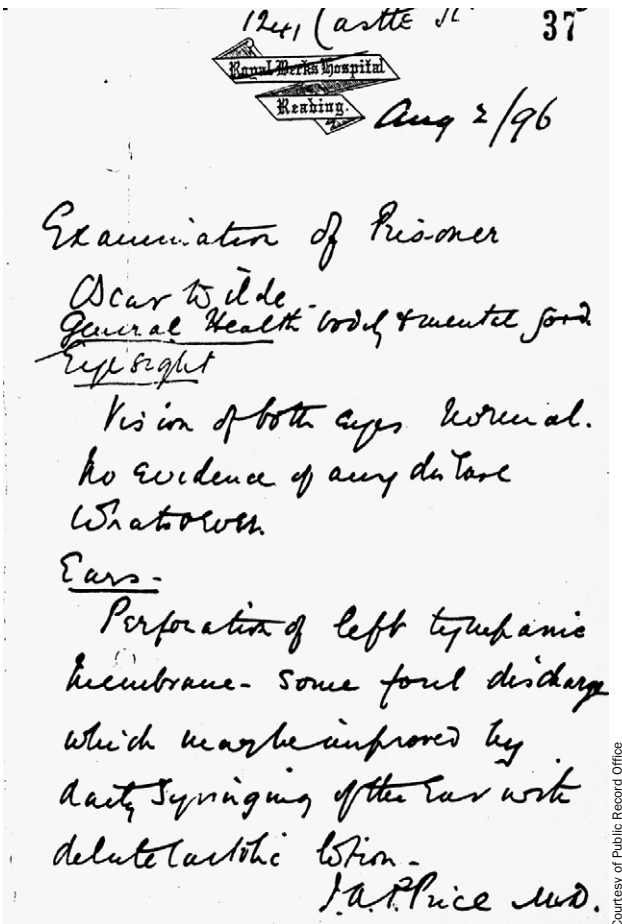 124, Castle St
37
Royal Berks Hospital
Reading.
Aug 2/96
Examination of Prisoner
Oscar Wilde -
General Health bodily & mental good.
Eyesight
Vision of both eyes Normal.
No evidence of any disease
Whatsoever.
Ears -
Perforation of left tympanic
Membrane - Some foul discharge
which may be improved by
daily Syringing of the Ear with
dilute Carbolic lotion -
J.A.P. Price M.D.
Courtesy of Public Record Office